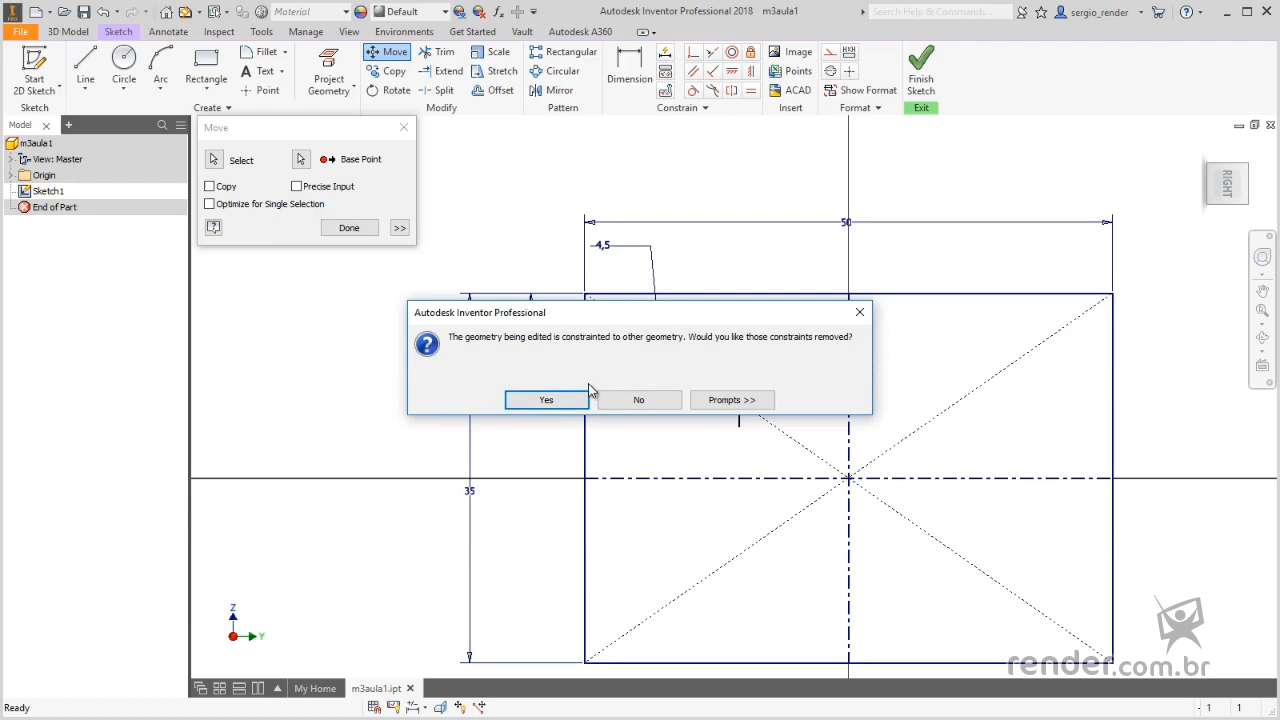 Material
Default
Autodesk Inventor Professional 2018 m3aula1
Search Help & Commands...
sergio_render
File 3D Model Sketch Annotate Inspect Tools Manage View Environments Get Started Vault Autodesk A360
Start
2D Sketch
Line
Circle
Arc
Rectangle
Fillet
Text
Point
Project
Geometry
Move
Copy
Rotate
Trim
Extend
Split
Scale
Stretch
Offset
Rectangular
Circular
Mirror
Dimension
Image
Points
ACAD
Show Format
Finish
Sketch
Sketch Create Modify Pattern Constrain Insert Format Exit
Model
m3aula1
View: Master
Origin
Sketch1
End of Part
Move
Select
Base Point
Copy
Precise Input
Optimize for Single Selection
Done >>
RIGHT
50
4,5
Autodesk Inventor Professional
The geometry being edited is constrainted to other geometry. Would you like those constraints removed?
Yes No Prompts >>
35
Z
Y
render.com.br
My Home m3aula1.ipt
Ready
1 1